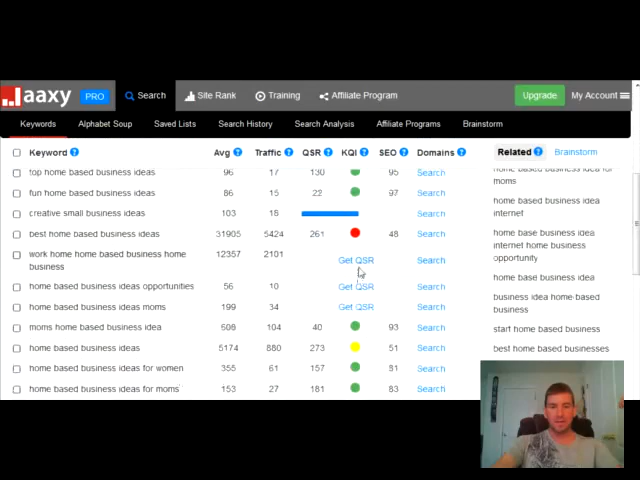 Jaaxy PRO Search Site Rank Training Affiliate Program Upgrade My Account
Keywords Alphabet Soup Saved Lists Search History Search Analysis Affiliate Programs Brainstorm
Keyword ? Avg ? Traffic ? QSR ? KQI ? SEO ? Domains ? Related ? Brainstorm
top home based business ideas 96 17 130 95 Search
fun home based business ideas 86 15 22 97 Search
creative small business ideas 103 18 Search
best home based business ideas 31905 5424 261 48 Search
work home home based business home
business 12357 2101 Get QSR Search
home based business ideas opportunities 56 10 Get QSR Search
home based business ideas moms 199 34 Get QSR Search
moms home based business idea 608 104 40 93 Search
home based business ideas 5174 880 273 51 Search
home based business ideas for women 355 61 157 81 Search
home based business ideas for moms 153 27 181 83 Search
home based business ideas for
moms
home based business idea
internet
home base business idea
internet home business
opportunity
home base business idea
business idea home-based
business
start home based business
best home based businesses